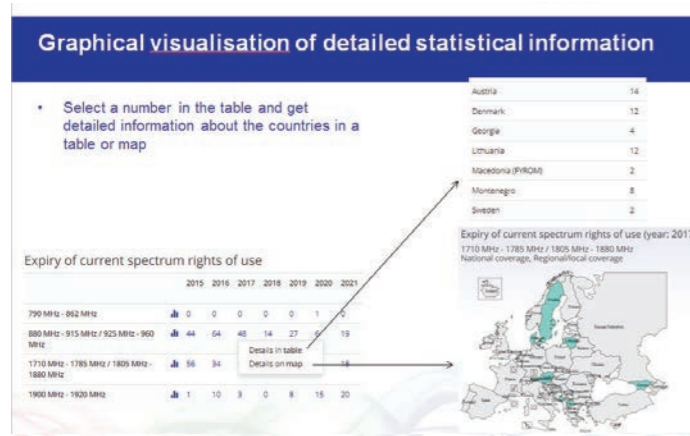 Graphical visualisation of detailed statistical information
• Select a number in the table and get
detailed information about the countries in a
table or map
Austria 14
Denmark 12
Georgia 4
Lithuania 12
Macedonia (FYROM) 2
Montenegro 8
Sweden 2
Expiry of current spectrum rights of use (year: 2017
1710 MHz - 1785 MHz / 1805 MHz - 1880 MHz
National coverage, Regional/local coverage
Expiry of current spectrum rights of use
2015 2016 2017 2018 2019 2020 2021
790 MHz - 862 MHz 0 0 0 0 0 1 0
880 MHz - 915 MHz / 925 MHz - 960
MHz 44 64 48 14 27 6 19
Details in table
Details on map
1710 MHz - 1785 MHz / 1805 MHz -
1880 MHz 56 34
1900 MHz - 1920 MHz 1 10 3 0 8 15 20